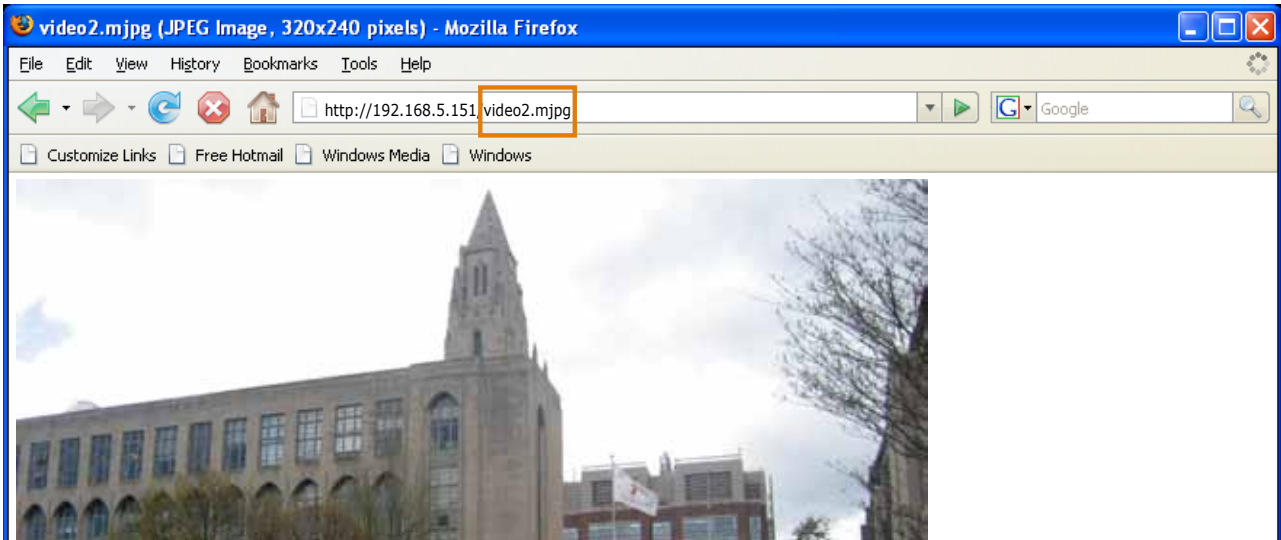 video2.mjpg (JPEG Image, 320x240 pixels) - Mozilla Firefox
File Edit View History Bookmarks Tools Help
http://192.168.5.151/video2.mjpg G Google
Customize Links Free Hotmail Windows Media Windows